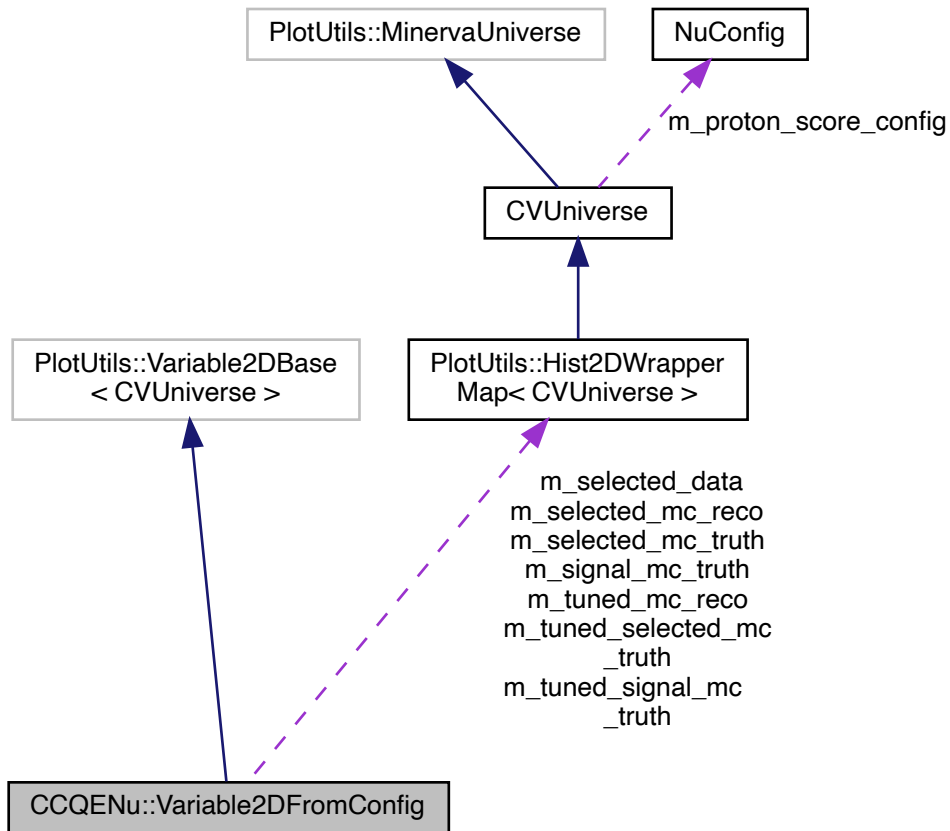 PlotUtils::MinervaUniverse
NuConfig
m_proton_score_config
CVUniverse
PlotUtils::Variable2DBase
< CVUniverse >
PlotUtils::Hist2DWrapper
Map< CVUniverse >
m_selected_data
m_selected_mc_reco
m_selected_mc_truth
m_signal_mc_truth
m_tuned_mc_reco
m_tuned_selected_mc
_truth
m_tuned_signal_mc
_truth
CCQENu::Variable2DFromConfig